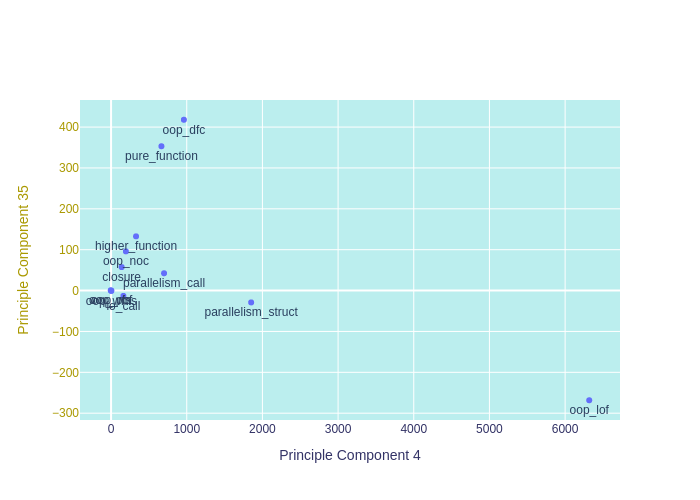 Principle Component 35
400
300
200
100
0
−100
−200
−300
oop_dfc
pure_function
higher_function
oop_noc
closure
parallelism_call
io_call
parallelism_struct
oop_lof
0
1000
2000
3000
4000
5000
6000
Principle Component 4